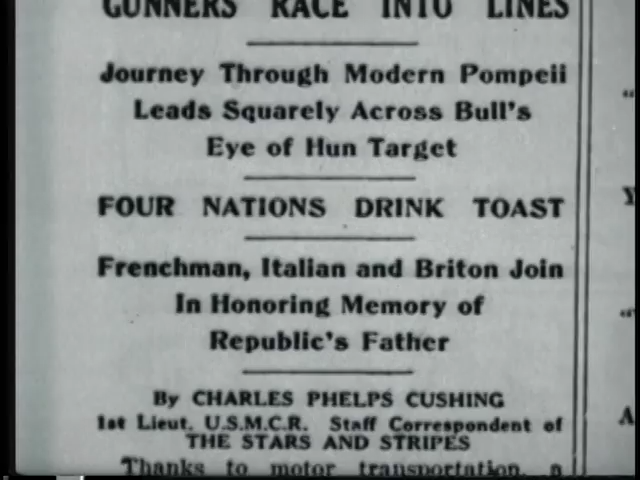 GUNNERS RACE INTO LINES
Journey Through Modern Pompeii
Leads Squarely Across Bull's
Eye of Hun Target
FOUR NATIONS DRINK TOAST
Frenchman, Italian and Briton Join
In Honoring Memory of
Republic's Father
By CHARLES PHELPS CUSHING
1st Lieut. U.S.M.C.R. Staff Correspondent of
THE STARS AND STRIPES
Thanks to motor transportation, a